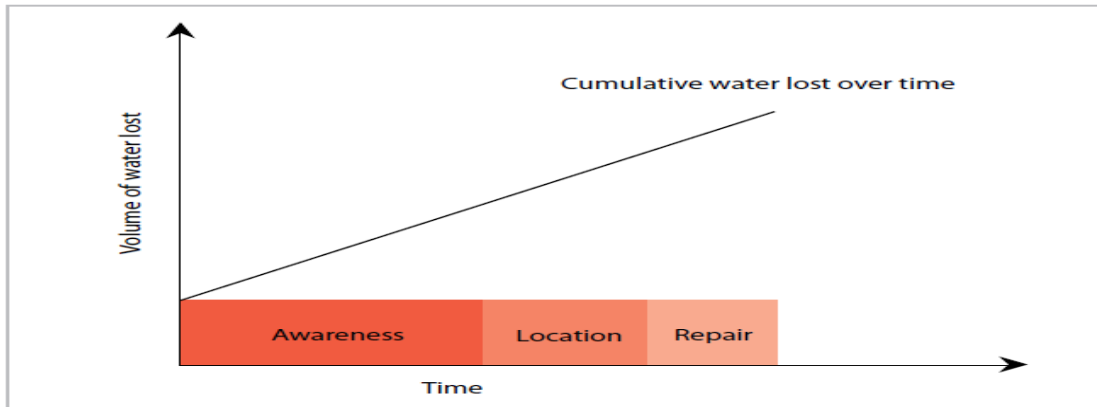 Cumulative water lost over time
Volume of water lost
Awareness
Location
Repair
Time